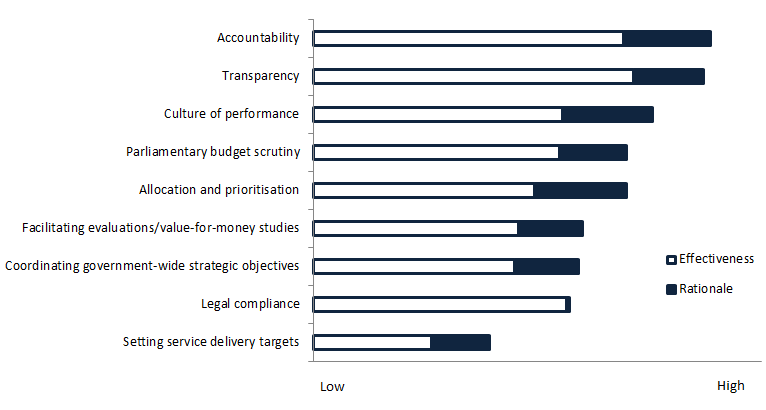 Accountability
Transparency
Culture of performance
Parliamentary budget scrutiny
Allocation and prioritisation
Facilitating evaluations/value-for-money studies
Coordinating government-wide strategic objectives
Legal compliance
Setting service delivery targets
Effectiveness
Rationale
Low
High